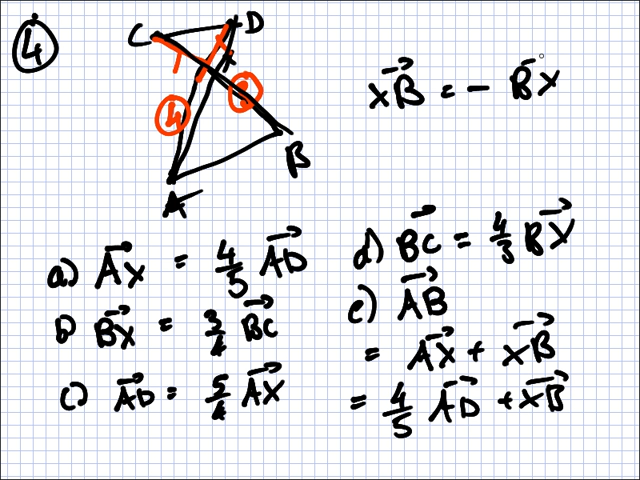 4
C D
X
1 1
4 3
A B
→XB = - →BX
a) →AX = 4/5 →AD
b) →BX = 3/4 →BC
c) →AD = 5/4 →AX
d) →BC = 4/3 →BX
e) →AB
= →AX + →XB
= 4/5 →AD + →XB